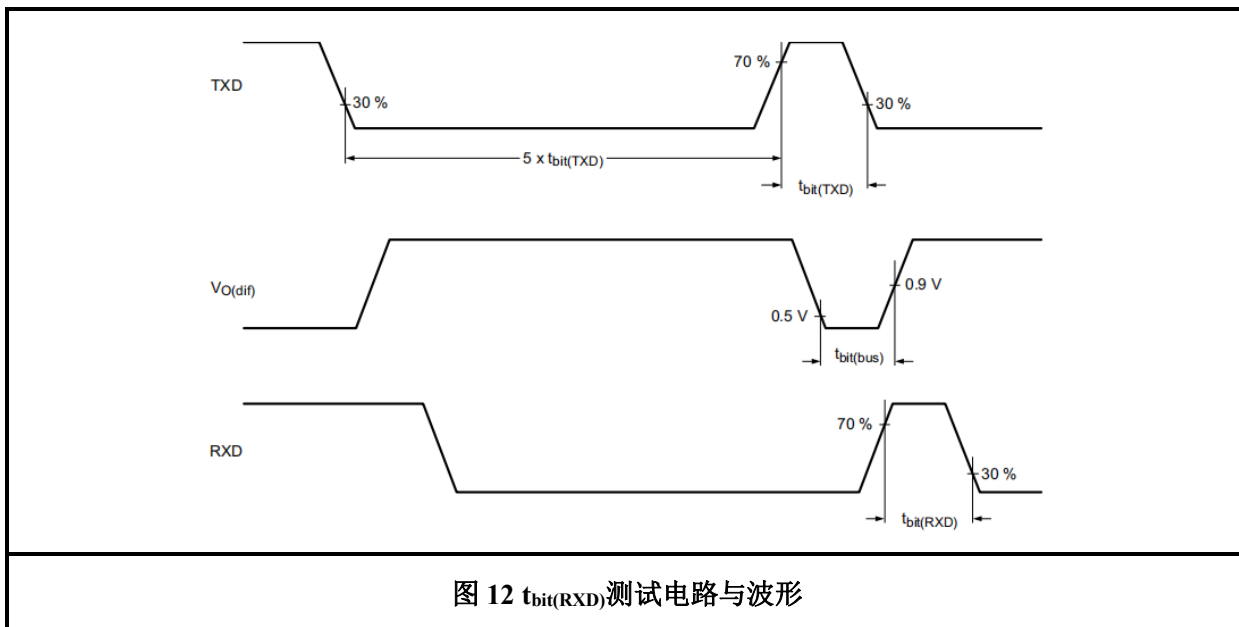 TXD
70 %
30 %
30 %
5 x tbit(TXD)
tbit(TXD)
VO(dif)
0.9 V
0.5 V
tbit(bus)
RXD
70 %
30 %
tbit(RXD)
图 12 tbit(RXD)测试电路与波形